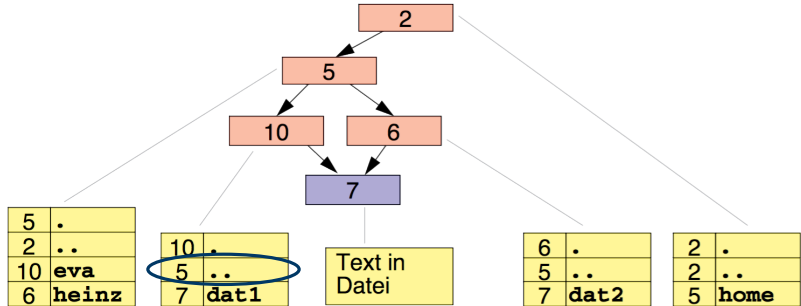 2
5
10 6
7
5 .
2 ..
10 eva
6 heinz
10 .
5 ..
7 dat1
Text in
Datei
6 .
5 ..
7 dat2
2 .
2 ..
5 home